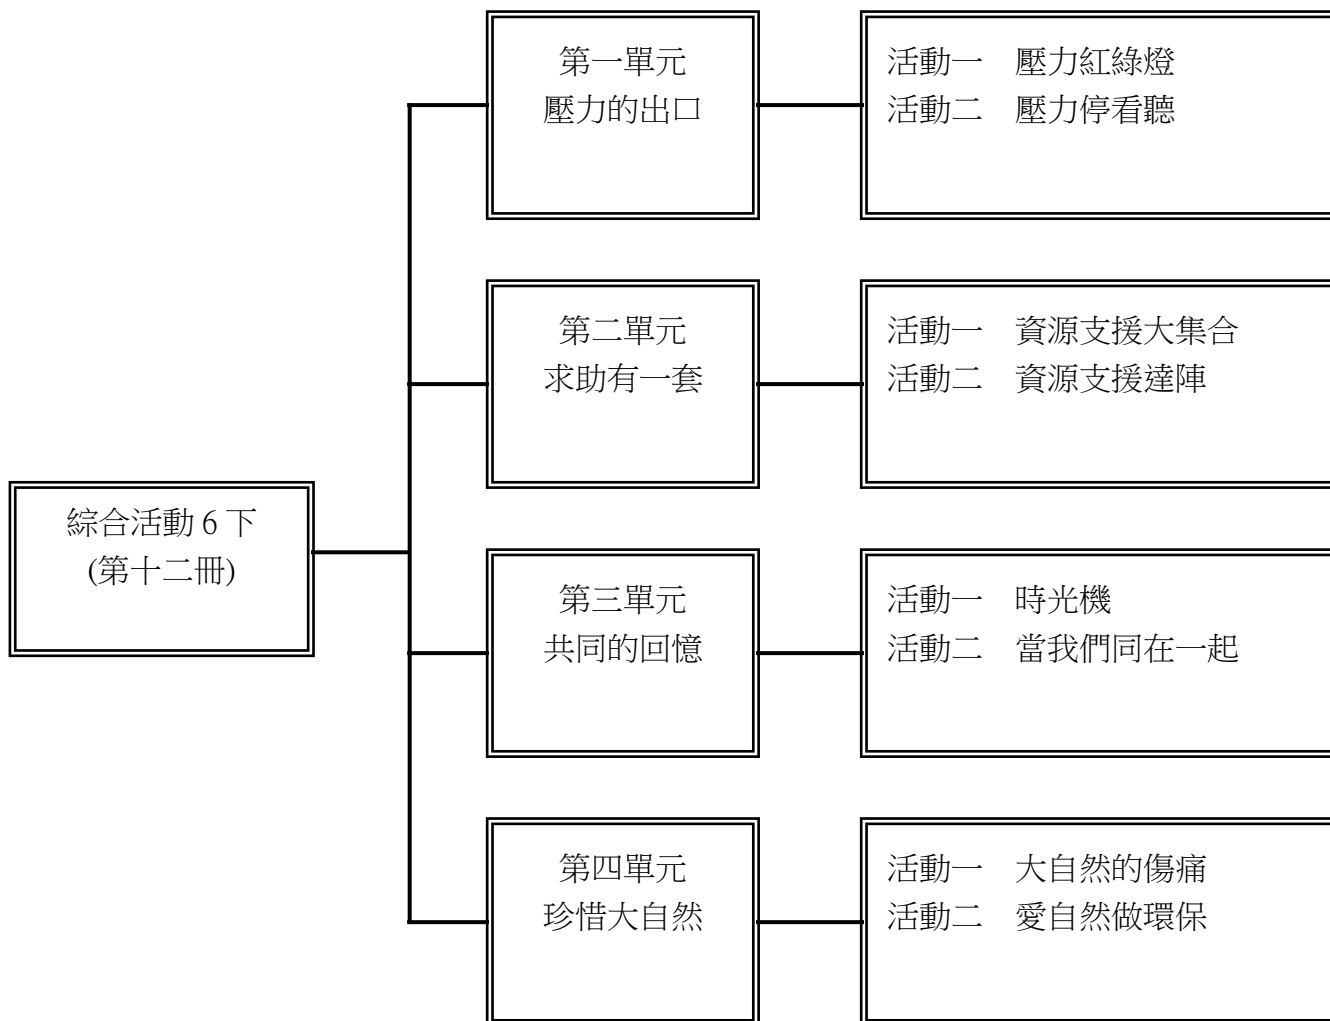 第一單元
壓力的出口
活動一　壓力紅綠燈
活動二　壓力停看聽
第二單元
求助有一套
活動一　資源支援大集合
活動二　資源支援達陣
綜合活動 6 下
(第十二冊)
第三單元
共同的回憶
活動一　時光機
活動二　當我們同在一起
第四單元
珍惜大自然
活動一　大自然的傷痛
活動二　愛自然做環保